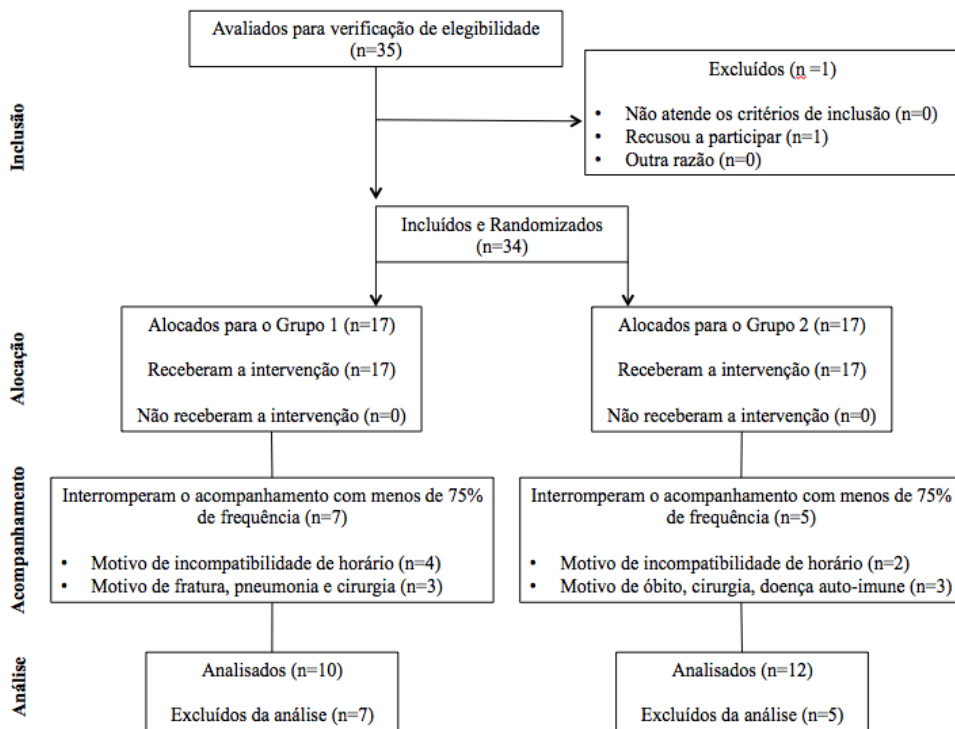 Avaliados para verificação de elegibilidade
(n=35)
Excluídos (n =1)
• Não atende os critérios de inclusão (n=0)
• Recusou a participar (n=1)
• Outra razão (n=0)
Inclusão
Incluídos e Randomizados
(n=34)
Alocação
Alocados para o Grupo 1 (n=17)
Receberam a intervenção (n=17)
Não receberam a intervenção (n=0)
Alocados para o Grupo 2 (n=17)
Receberam a intervenção (n=17)
Não receberam a intervenção (n=0)
Acompanhamento
Interromperam o acompanhamento com menos de 75%
de frequência (n=7)
• Motivo de incompatibilidade de horário (n=4)
• Motivo de fratura, pneumonia e cirurgia (n=3)
Interromperam o acompanhamento com menos de 75%
de frequência (n=5)
• Motivo de incompatibilidade de horário (n=2)
• Motivo de óbito, cirurgia, doença auto-imune (n=3)
Análise
Analisados (n=10)
Excluídos da análise (n=7)
Analisados (n=12)
Excluídos da análise (n=5)